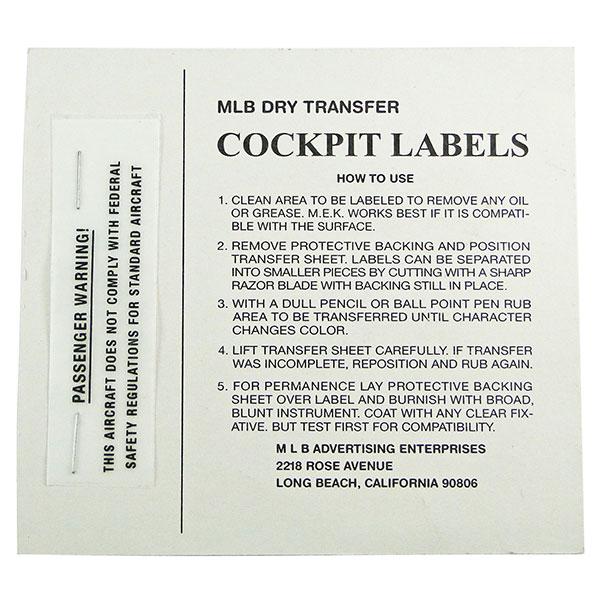 PASSENGER WARNING!
THIS AIRCRAFT DOES NOT COMPLY WITH FEDERAL
SAFETY REGULATIONS FOR STANDARD AIRCRAFT
MLB DRY TRANSFER
COCKPIT LABELS
HOW TO USE
1. CLEAN AREA TO BE LABELED TO REMOVE ANY OIL
OR GREASE. M.E.K. WORKS BEST IF IT IS COMPATI-
BLE WITH THE SURFACE.
2. REMOVE PROTECTIVE BACKING AND POSITION
TRANSFER SHEET. LABELS CAN BE SEPARATED
INTO SMALLER PIECES BY CUTTING WITH A SHARP
RAZOR BLADE WITH BACKING STILL IN PLACE.
3. WITH A DULL PENCIL OR BALL POINT PEN RUB
AREA TO BE TRANSFERRED UNTIL CHARACTER
CHANGES COLOR.
4. LIFT TRANSFER SHEET CAREFULLY. IF TRANSFER
WAS INCOMPLETE, REPOSITION AND RUB AGAIN.
5. FOR PERMANENCE LAY PROTECTIVE BACKING
SHEET OVER LABEL AND BURNISH WITH BROAD,
BLUNT INSTRUMENT. COAT WITH ANY CLEAR FIX-
ATIVE. BUT TEST FIRST FOR COMPATIBILITY.
M L B ADVERTISING ENTERPRISES
2218 ROSE AVENUE
LONG BEACH, CALIFORNIA 90806